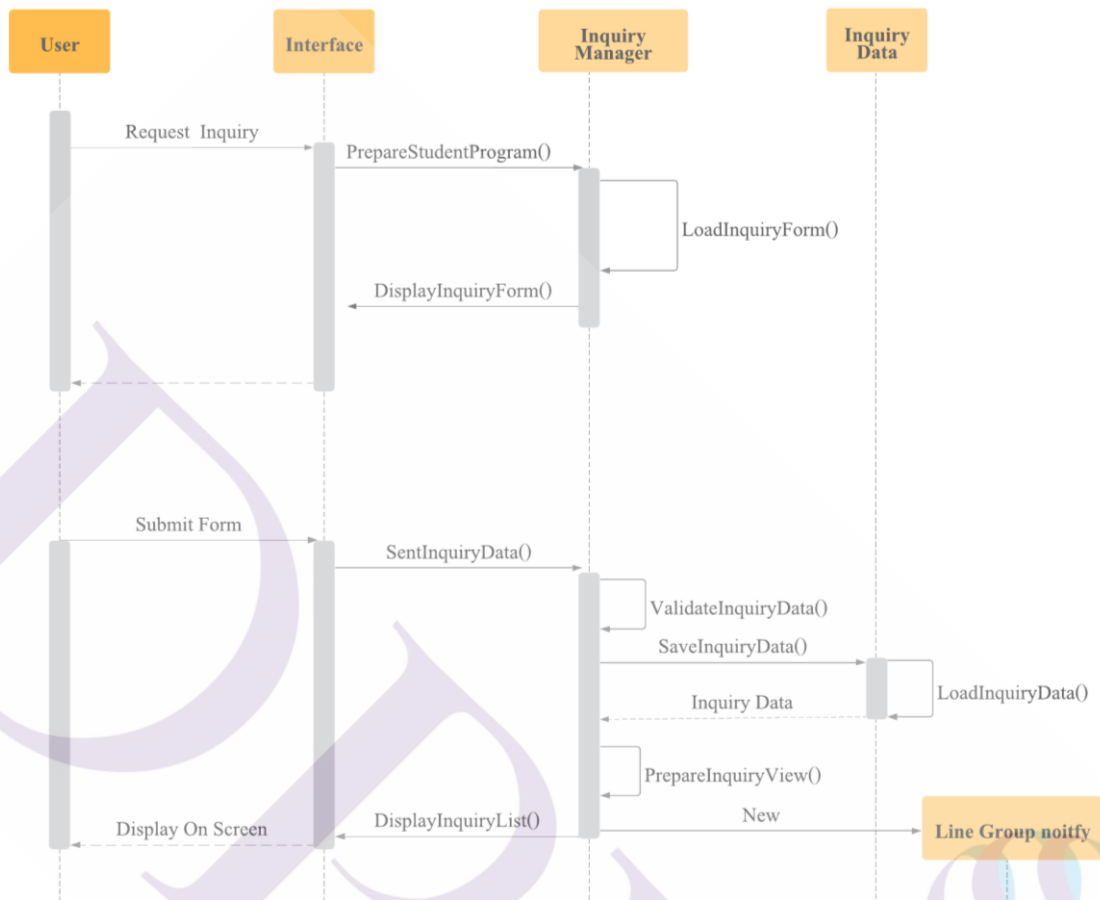 User
Interface
Inquiry
Manager
Inquiry
Data
Request Inquiry
PrepareStudentProgram()
LoadInquiryForm()
DisplayInquiryForm()
Submit Form
SentInquiryData()
ValidateInquiryData()
SaveInquiryData()
LoadInquiryData()
Inquiry Data
PrepareInquiryView()
New
DisplayInquiryList()
Display On Screen
Line Group noitfy